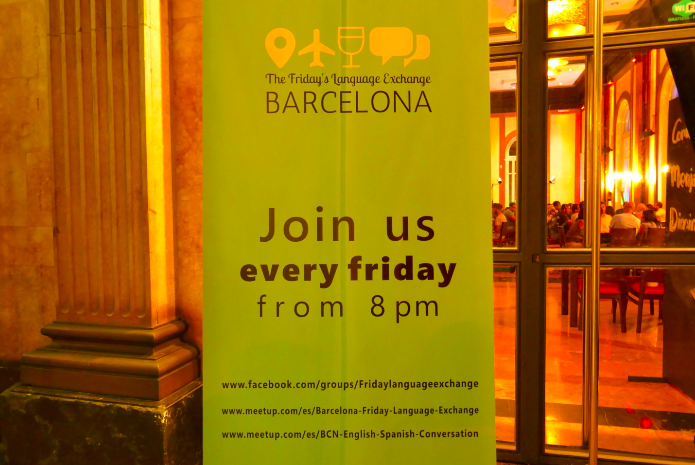 The Friday's Language Exchange
BARCELONA
Join us
every friday
from 8pm
www.facebook.com/groups/Fridaylanguageexchange
www.meetup.com/es/Barcelona-Friday-Language-Exchange
www.meetup.com/es/BCN-English-Spanish-Conversation